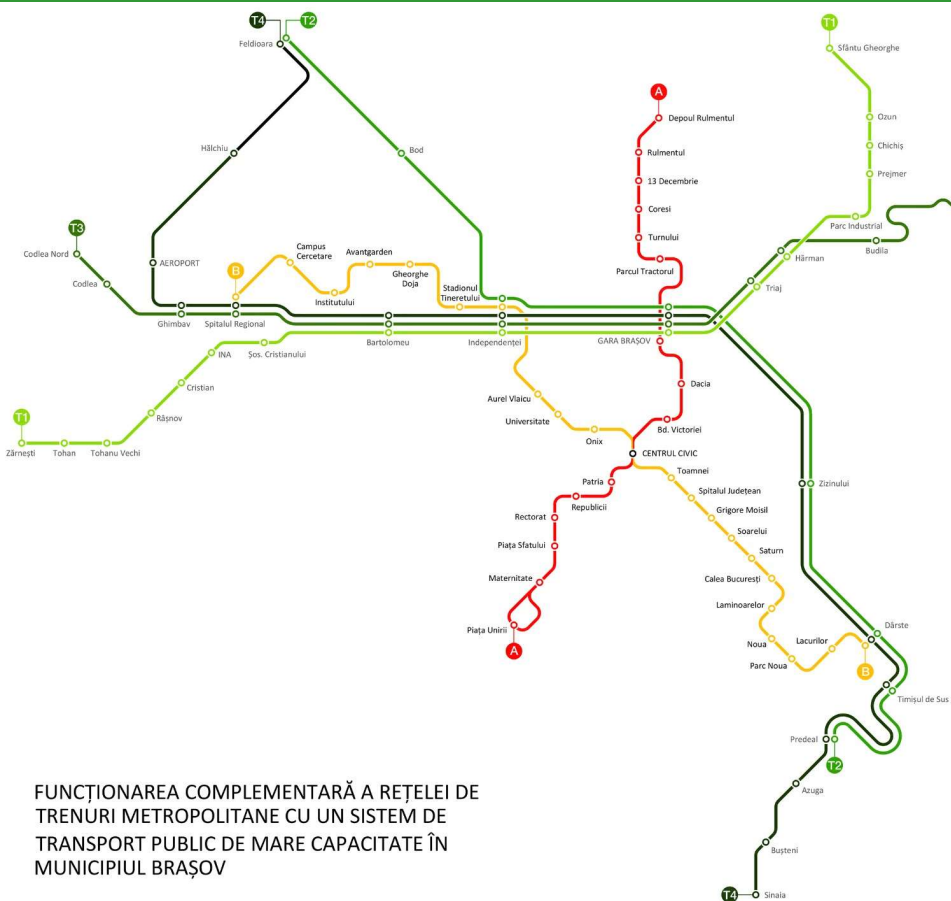 T4
T2
T1
Feldioara
Sfântu Gheorghe
A
Depoul Rulmentul
Ozun
Chichiș
Hălchiu
Bod
Rulmentul
Prejmer
13 Decembrie
Coresi
T3
Parc Industrial
Turnului
Codlea Nord
Campus
Cercetare
Avantgarden
Budila
AEROPORT
B
Gheorghe
Doja
Parcul Tractorul
Hărman
Codlea
Institutului
Stadionul
Tineretului
Triaj
Ghimbav
Spitalul Regional
Bartolomeu
Independenței
GARA BRAȘOV
INA
Șos. Cristianului
Cristian
Dacia
Aurel Vlaicu
Râșnov
T1
Universitate
Bd. Victoriei
Onix
Zărnești
Tohan
Tohanu Vechi
CENTRUL CIVIC
Toamnei
Patria
Spitalul Județean
Zizinului
Republicii
Grigore Moisil
Rectorat
Soarelui
Piața Sfatului
Saturn
Maternitate
Calea București
Laminoarelor
Piața Unirii
Dârste
A
Noua
Lacurilor
Parc Noua
B
Timișul de Sus
Predeal
T2
Azuga
FUNCȚIONAREA COMPLEMENTARĂ A REȚELEI DE
TRENURI METROPOLITANE CU UN SISTEM DE
TRANSPORT PUBLIC DE MARE CAPACITATE ÎN
MUNICIPIUL BRAȘOV
Bușteni
T4
Sinaia